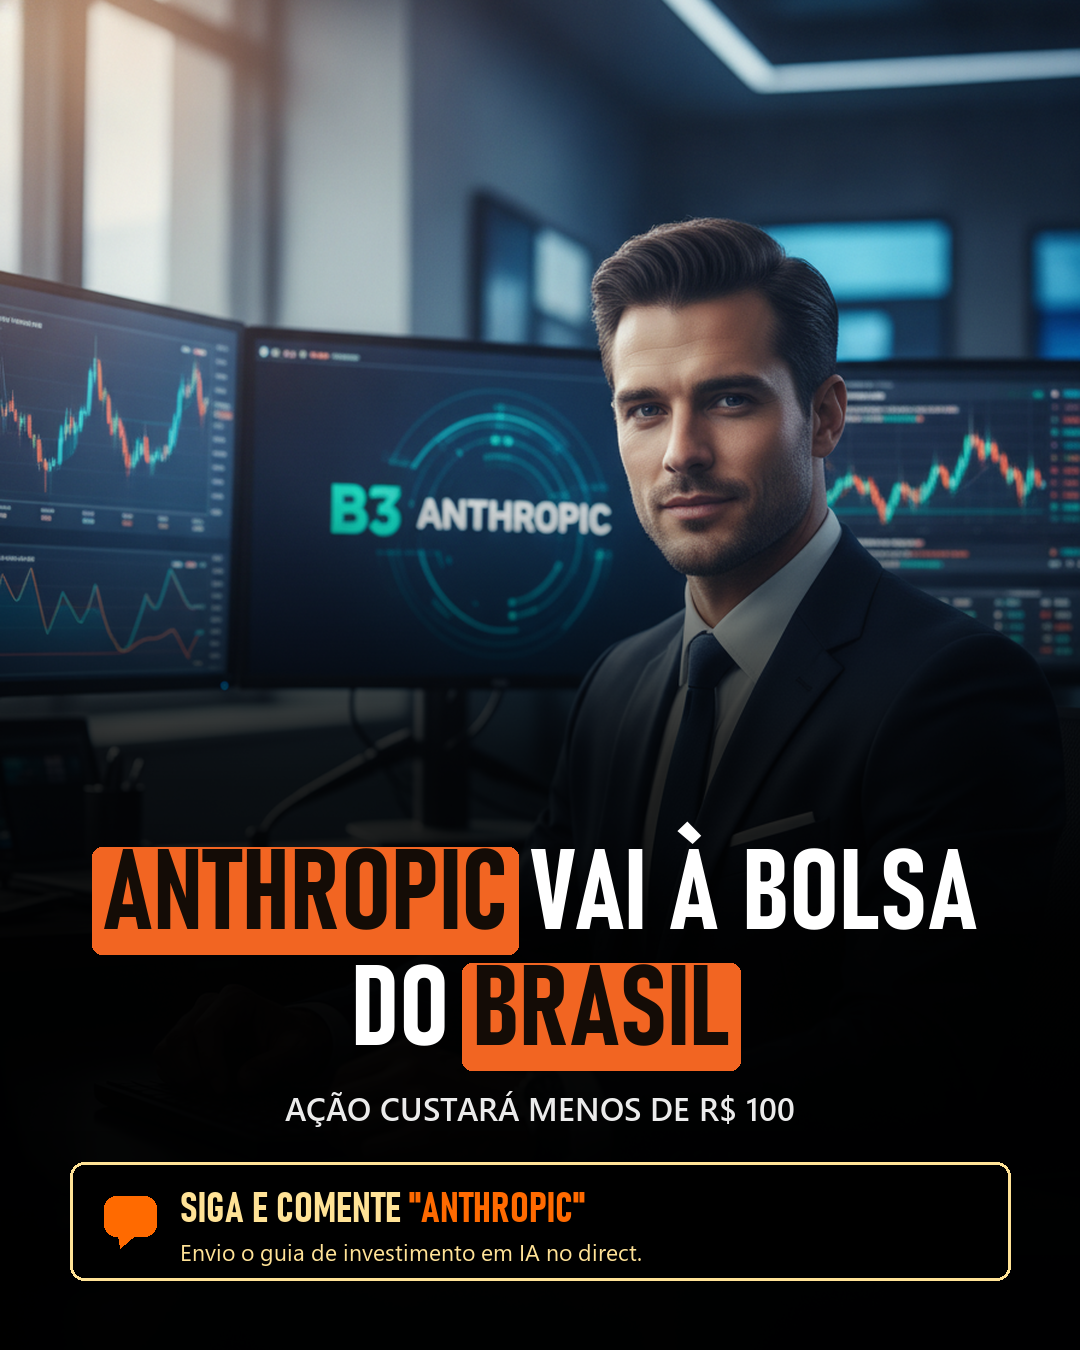 B3 ANTHROPIC
ANTHROPIC VAI À BOLSA
DO BRASIL
AÇÃO CUSTARÁ MENOS DE R$ 100
SIGA E COMENTE "ANTHROPIC"
Envio o guia de investimento em IA no direct.